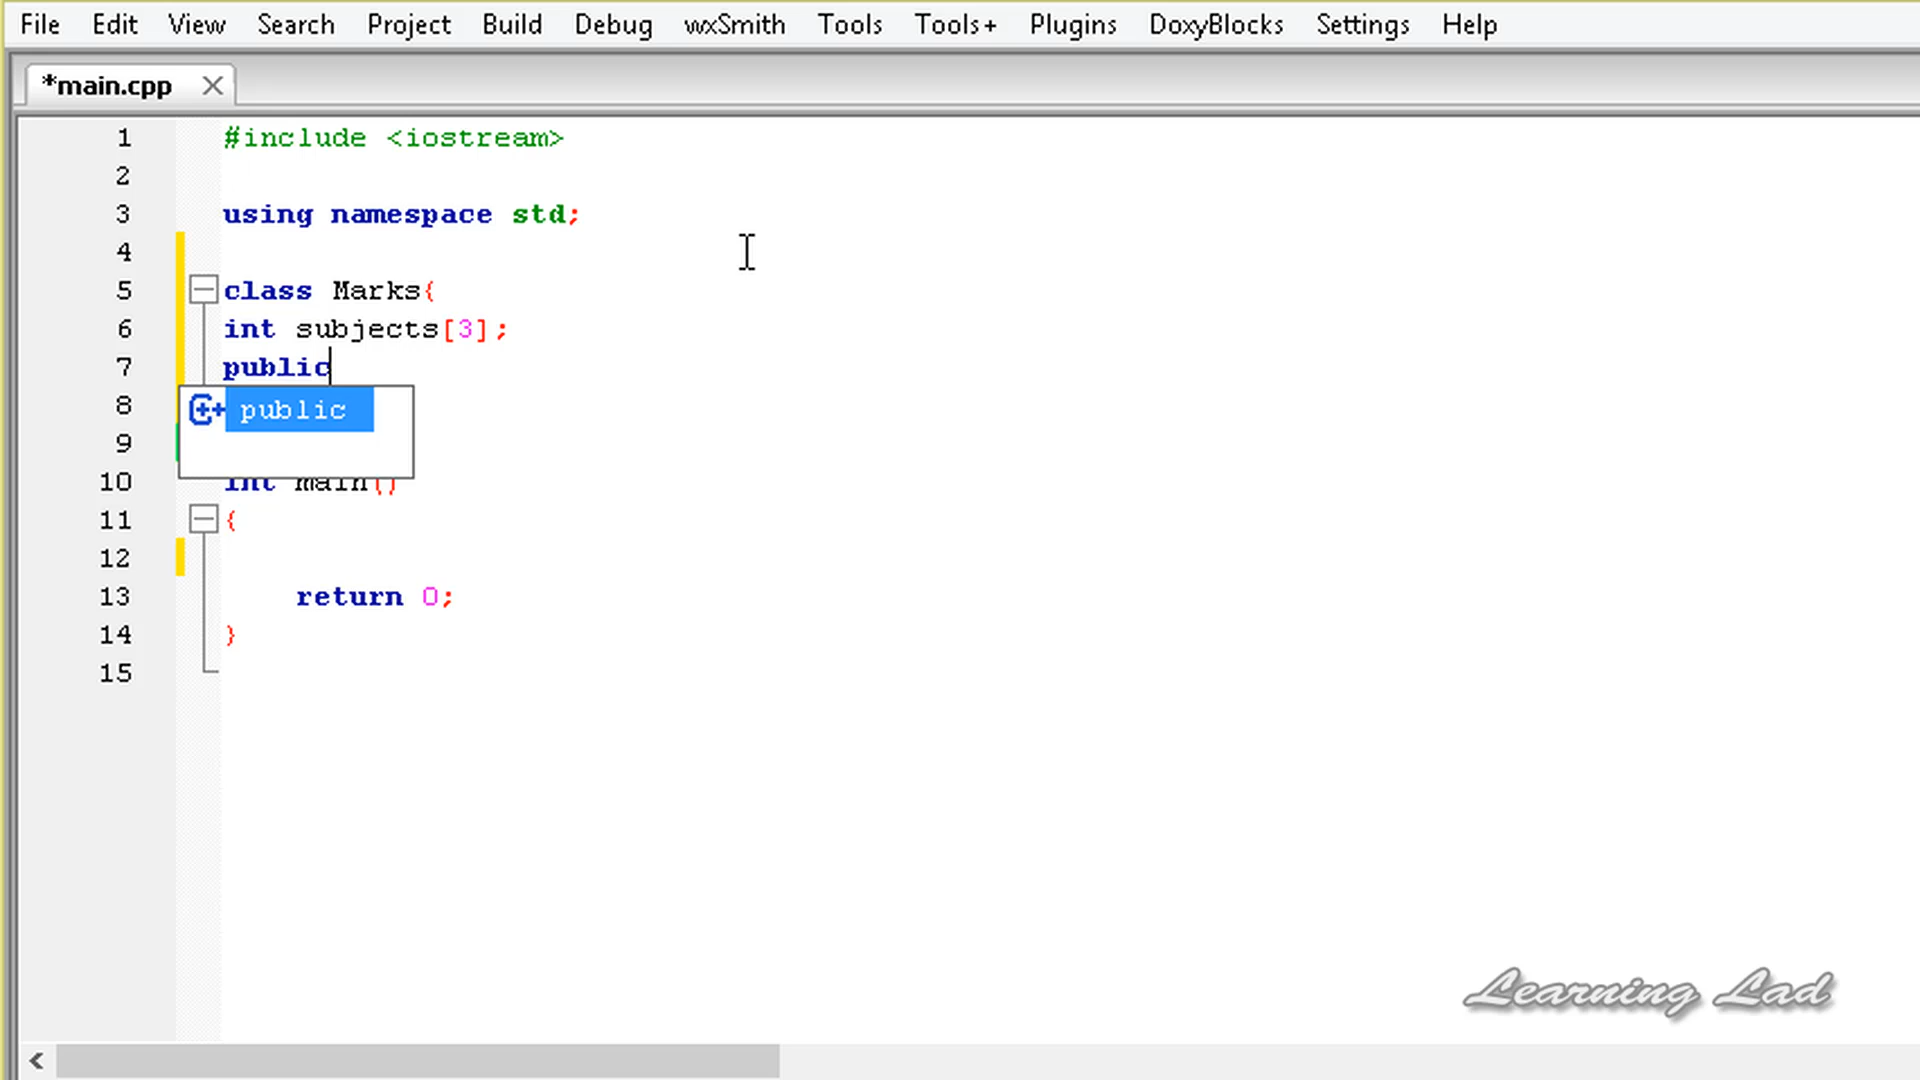 File Edit View Search Project Build Debug wxSmith Tools Tools+ Plugins DoxyBlocks Settings Help
*main.cpp
1 #include <iostream>
2
3 using namespace std;
4
5 class Marks{
6 int subjects[3];
7 public
8 public
9
10 int main()
11 {
12
13 return 0;
14 }
15
Learning Lad